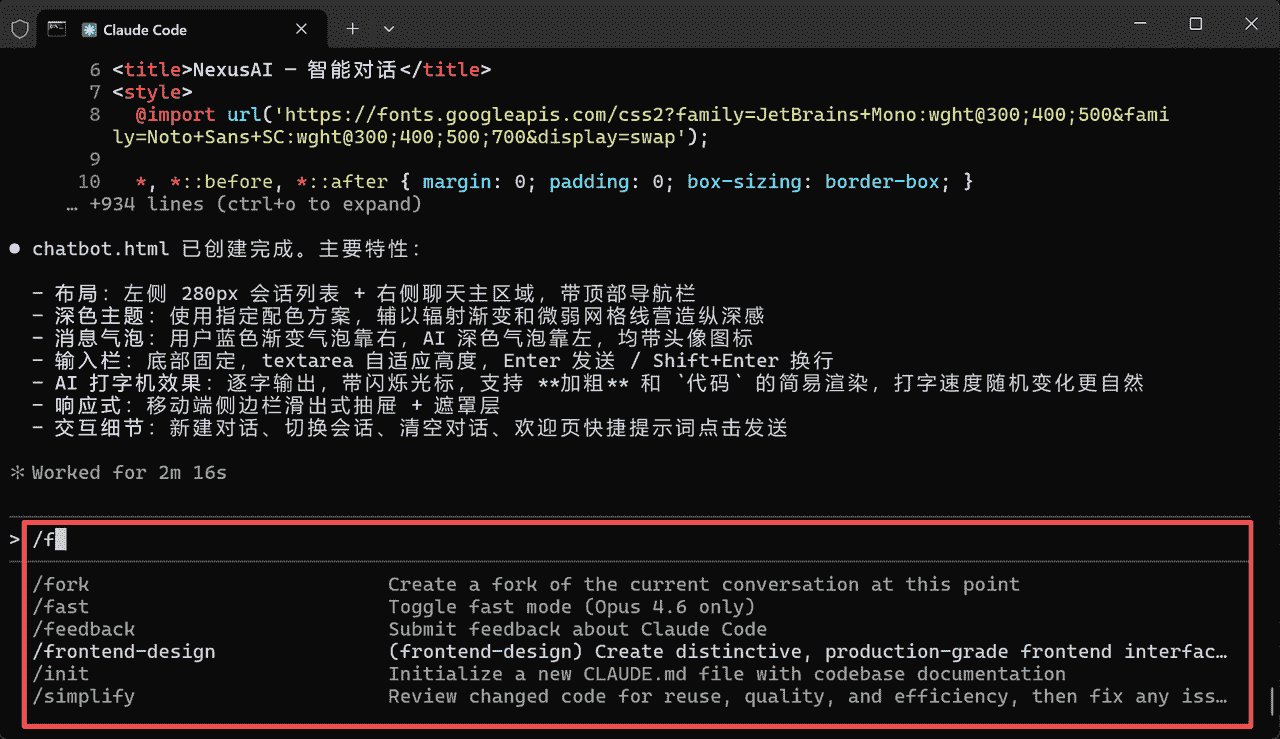 Claude Code
6 <title>NexusAI — 智能对话</title>
7 <style>
8 @import url('https://fonts.googleapis.com/css2?family=JetBrains+Mono:wght@300;400;500&fami
ly=Noto+Sans+SC:wght@300;400;500;700&display=swap');
9
10 *, *::before, *::after { margin: 0; padding: 0; box-sizing: border-box; }
… +934 lines (ctrl+o to expand)
● chatbot.html 已创建完成。主要特性：
- 布局：左侧 280px 会话列表 + 右侧聊天主区域，带顶部导航栏
- 深色主题：使用指定配色方案，辅以辐射渐变和微弱网格线营造纵深感
- 消息气泡：用户蓝色渐变气泡靠右，AI 深色气泡靠左，均带头像图标
- 输入栏：底部固定，textarea 自适应高度，Enter 发送 / Shift+Enter 换行
- AI 打字机效果：逐字输出，带闪烁光标，支持 **加粗** 和 `代码` 的简易渲染，打字速度随机变化更自然
- 响应式：移动端侧边栏滑出式抽屉 + 遮罩层
- 交互细节：新建对话、切换会话、清空对话、欢迎页快捷提示词点击发送
✻ Worked for 2m 16s
> /f
/fork Create a fork of the current conversation at this point
/fast Toggle fast mode (Opus 4.6 only)
/feedback Submit feedback about Claude Code
/frontend-design (frontend-design) Create distinctive, production-grade frontend interfac…
/init Initialize a new CLAUDE.md file with codebase documentation
/simplify Review changed code for reuse, quality, and efficiency, then fix any iss…